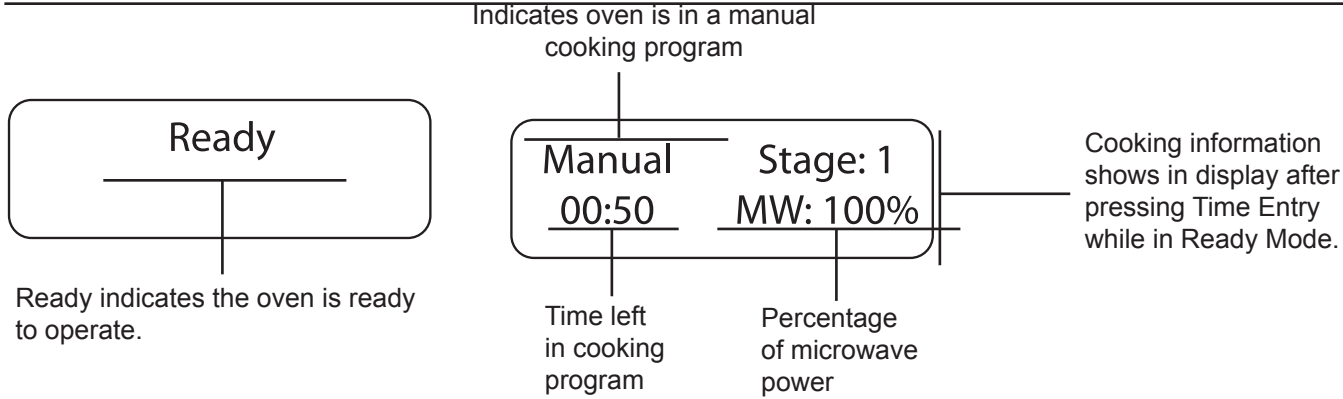 Indicates oven is in a manual
cooking program
Ready
Ready indicates the oven is ready
to operate.
Manual Stage: 1
00:50 MW: 100%
Time left
in cooking
program
Percentage
of microwave
power
Cooking information
shows in display after
pressing Time Entry
while in Ready Mode.